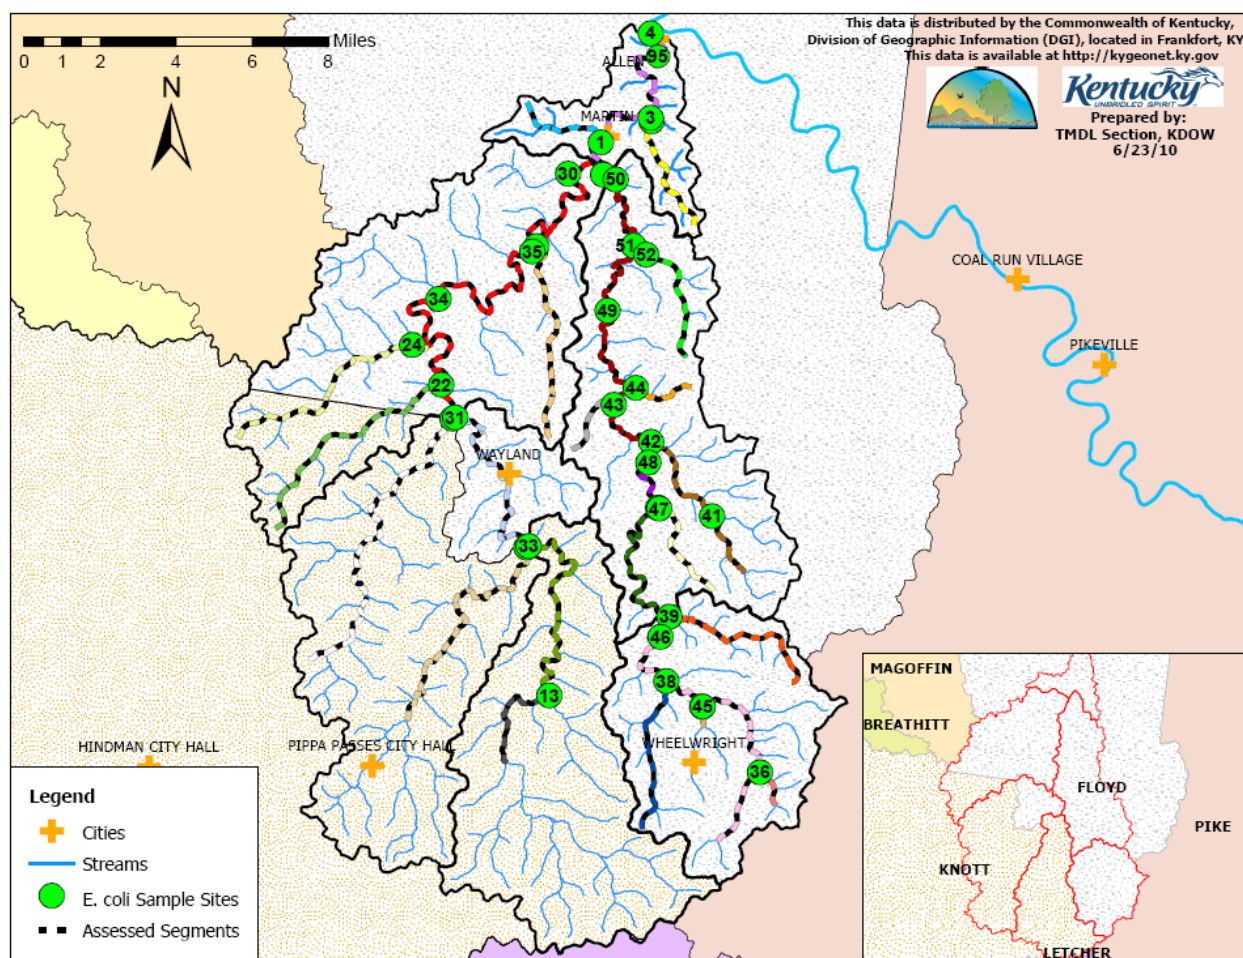 This data is distributed by the Commonwealth of Kentucky,
Division of Geographic Information (DGI), located in Frankfort, KY
This data is available at http://kygeonet.ky.gov
Kentucky
UNBRIDLED SPIRIT
Prepared by:
TMDL Section, KDOW
6/23/10
Miles
0 1 2 4 6 8
N
4
ALLEN
95
MARTIN
3
1
30
50
35
51
52
COAL RUN VILLAGE
34
49
24
PIKEVILLE
22
44
43
31
42
WAYLAND
48
47
41
33
39
46
38
13
45
HINDMAN CITY HALL
PIPPA PASSES CITY HALL
WHEELWRIGHT
36
Legend
Cities
Streams
E. coli Sample Sites
Assessed Segments
MAGOFFIN
BREATHITT
FLOYD
PIKE
KNOTT
LETCHER